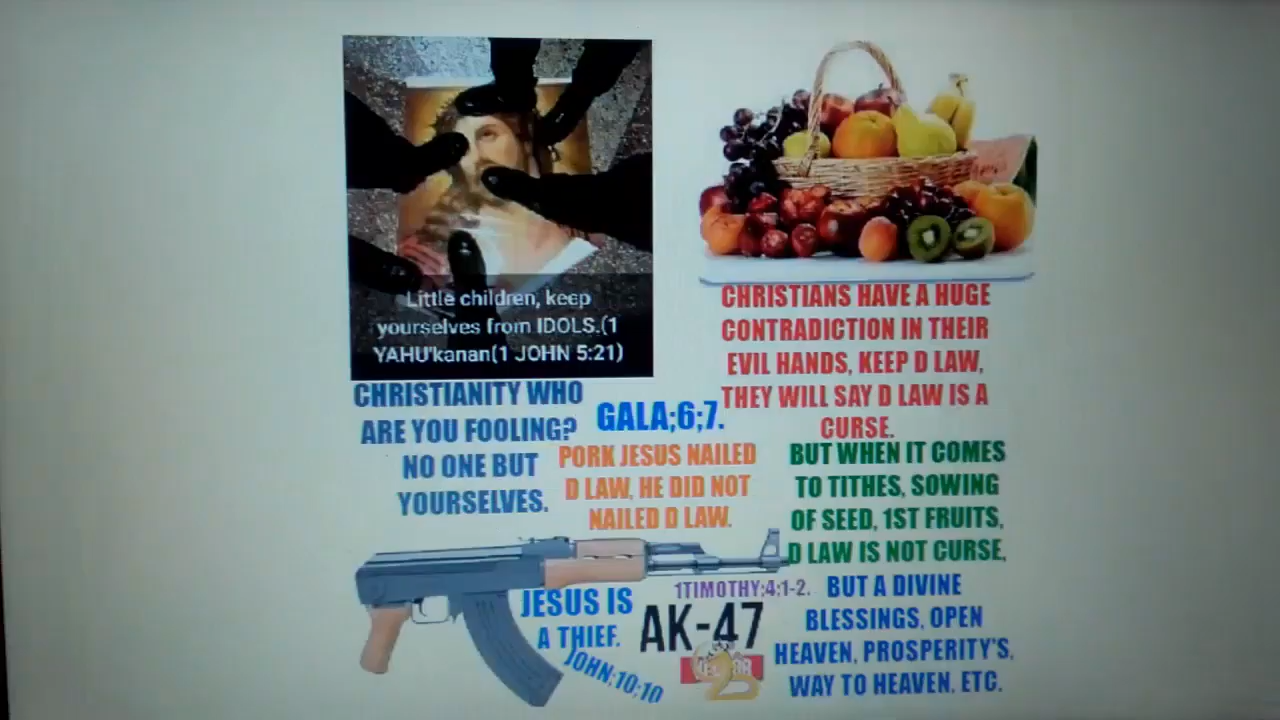 Little children, keep
yourselves from IDOLS.(1
YAHU'kanan(1 JOHN 5:21)
CHRISTIANITY WHO
ARE YOU FOOLING?
NO ONE BUT
YOURSELVES.
GALA;6;7.
PORK JESUS NAILED
D LAW, HE DID NOT
NAILED D LAW.
CHRISTIANS HAVE A HUGE
CONTRADICTION IN THEIR
EVIL HANDS, KEEP D LAW,
THEY WILL SAY D LAW IS A
CURSE.
BUT WHEN IT COMES
TO TITHES, SOWING
OF SEED, 1ST FRUITS,
D LAW IS NOT CURSE,
BUT A DIVINE
BLESSINGS, OPEN
HEAVEN, PROSPERITY'S,
WAY TO HEAVEN. ETC.
1TIMOTHY;4;1-2.
JESUS IS
A THIEF.
JOHN;10;10
AK-47